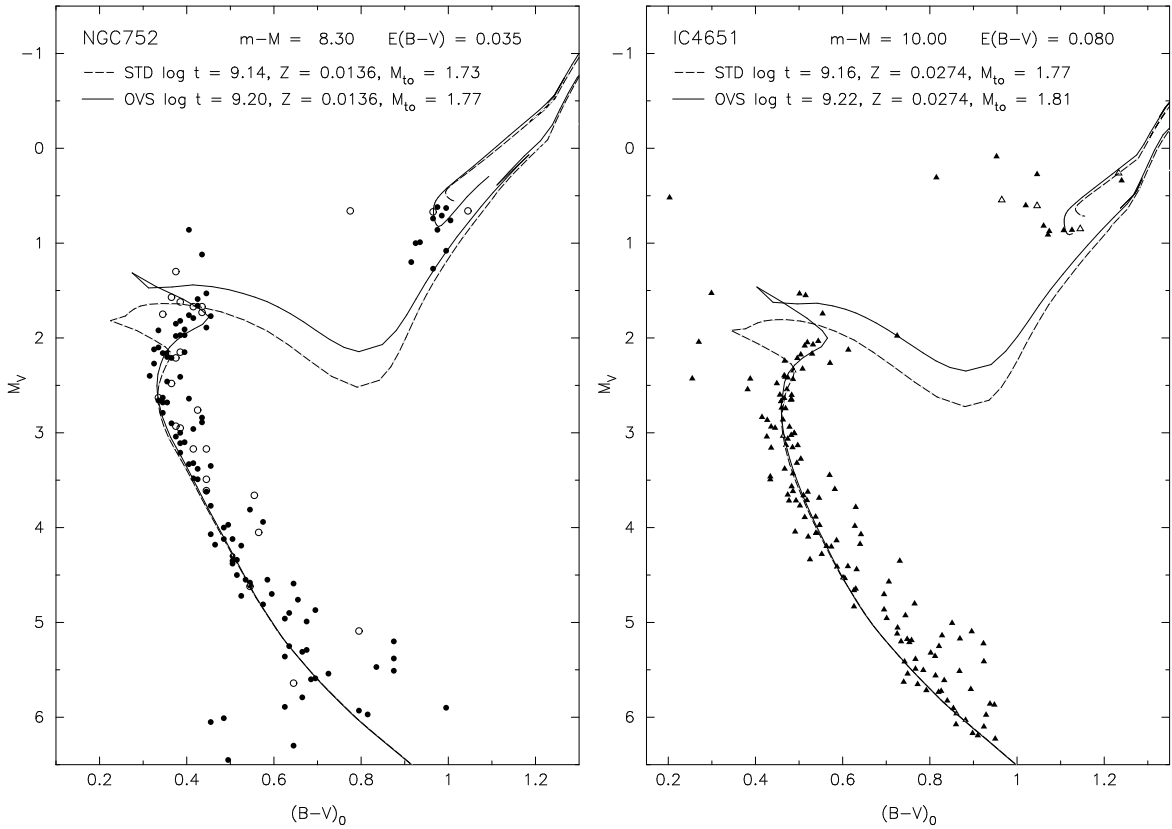 NGC752 m−M = 8.30 E(B−V) = 0.035
STD log t = 9.14, Z = 0.0136, M_to = 1.73
OVS log t = 9.20, Z = 0.0136, M_to = 1.77
−1
0
1
2
3
4
5
6
M_V
0.2 0.4 0.6 0.8 1 1.2
(B−V)_0
IC4651 m−M = 10.00 E(B−V) = 0.080
STD log t = 9.16, Z = 0.0274, M_to = 1.77
OVS log t = 9.22, Z = 0.0274, M_to = 1.81
−1
0
1
2
3
4
5
6
M_V
0.2 0.4 0.6 0.8 1 1.2
(B−V)_0